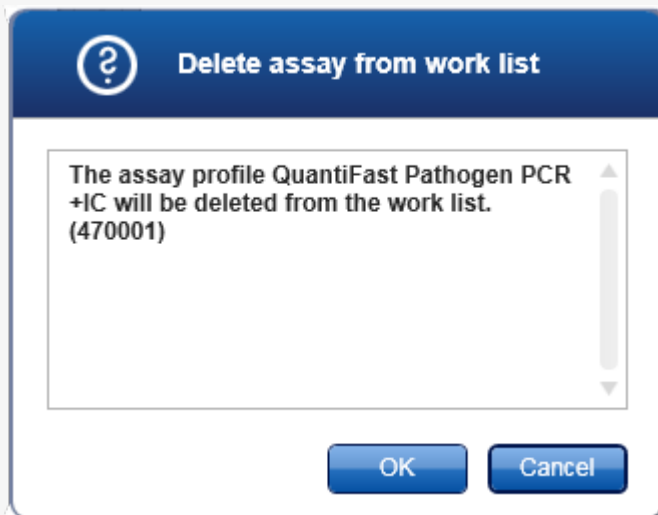 Delete assay from work list
The assay profile QuantiFast Pathogen PCR
+IC will be deleted from the work list.
(470001)
OK Cancel